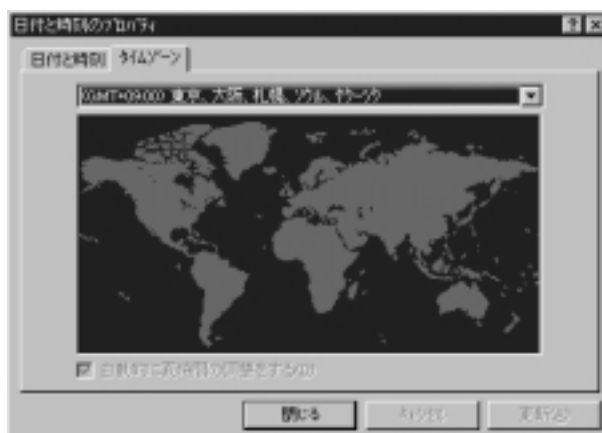 日付と時刻のプロパティ
日付と時刻 タイムゾーン
(GMT+09:00) 東京、大阪、札幌、ソウル、ヤクーツク
自動的に夏時間の調整をする(D)
閉じる キャンセル 更新(A)